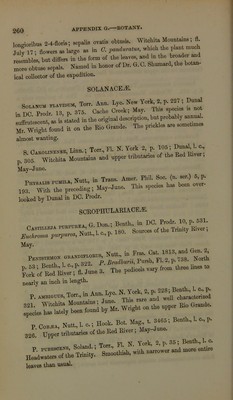 260 APPENDIX G.—BOTANY.
longioribus 2-4-floris; sepalis ovatis obtusis. Witchita Mountains; fl.
July 17; flowers as large as in C. panduratus, which the plant much
resembles, but differs in the form of the leaves, and in the broader and
more obtuse sepals. Named in honor of Dr. G. C. Shumard, the botan-
ical collector of the expedition.
SOLANACEÆ.
Solanum flavidum, Torr., Ann. Lyc. New York, 2, p. 227; Dunal
in DC. Prodr. 13, p. 375. Cache Creek; May. This species is not
suffrutescent, as is stated in the original description, but probably annual.
Mr. Wright found it on the Rio Grande. The prickles are sometimes
almost wanting.
S. Carolinense, Linn.; Torr., Fl. N. York 2, p. 105; Dunal, l. c.,
p. 305. Witchita Mountains and upper tributaries of the Red River;
May-June.
Physalis pumila, Nutt., in Trans. Amer. Phil. Soc. (n. ser.) 5, p.
193. With the preceding; May-June. This species has been over-
looked by Dunal in DC. Prodr.
SCROPHULARIACEÆ.
Castilleja purpurea, G. Don.; Benth., in DC. Prodr. 10, p. 531.
Euchroma purpurea, Nutt., l. c., p. 180. Sources of the Trinity River;
May.
Pentstemon grandiflorus, Nutt., in Fras. Cat. 1813, and Gen. 2,
p. 53; Benth., l. c., p. 322. P. Bradburii, Pursh, Fl. 2, p. 738. North
Fork of Red River; fl. June 3. The pedicels vary from three lines to
nearly an inch in length.
P. ambiguus, Torr., in Ann. Lyc. N. York, 2, p. 228; Benth., l. c., p.
321. Witchita Mountains; June. This rare and well characterized
species has lately been found by Mr. Wright on the upper Rio Grande.
P. Cobæa, Nutt., l. c.; Hook. Bot. Mag., t. 3465; Benth., l. c., p.
326. Upper tributaries of the Red River; May-June.
P. pubescens, Soland.; Torr., Fl. N. York, 2, p. 35; Benth., l. c.
Headwaters of the Trinity. Smoothish, with narrower and more entire
leaves than usual.